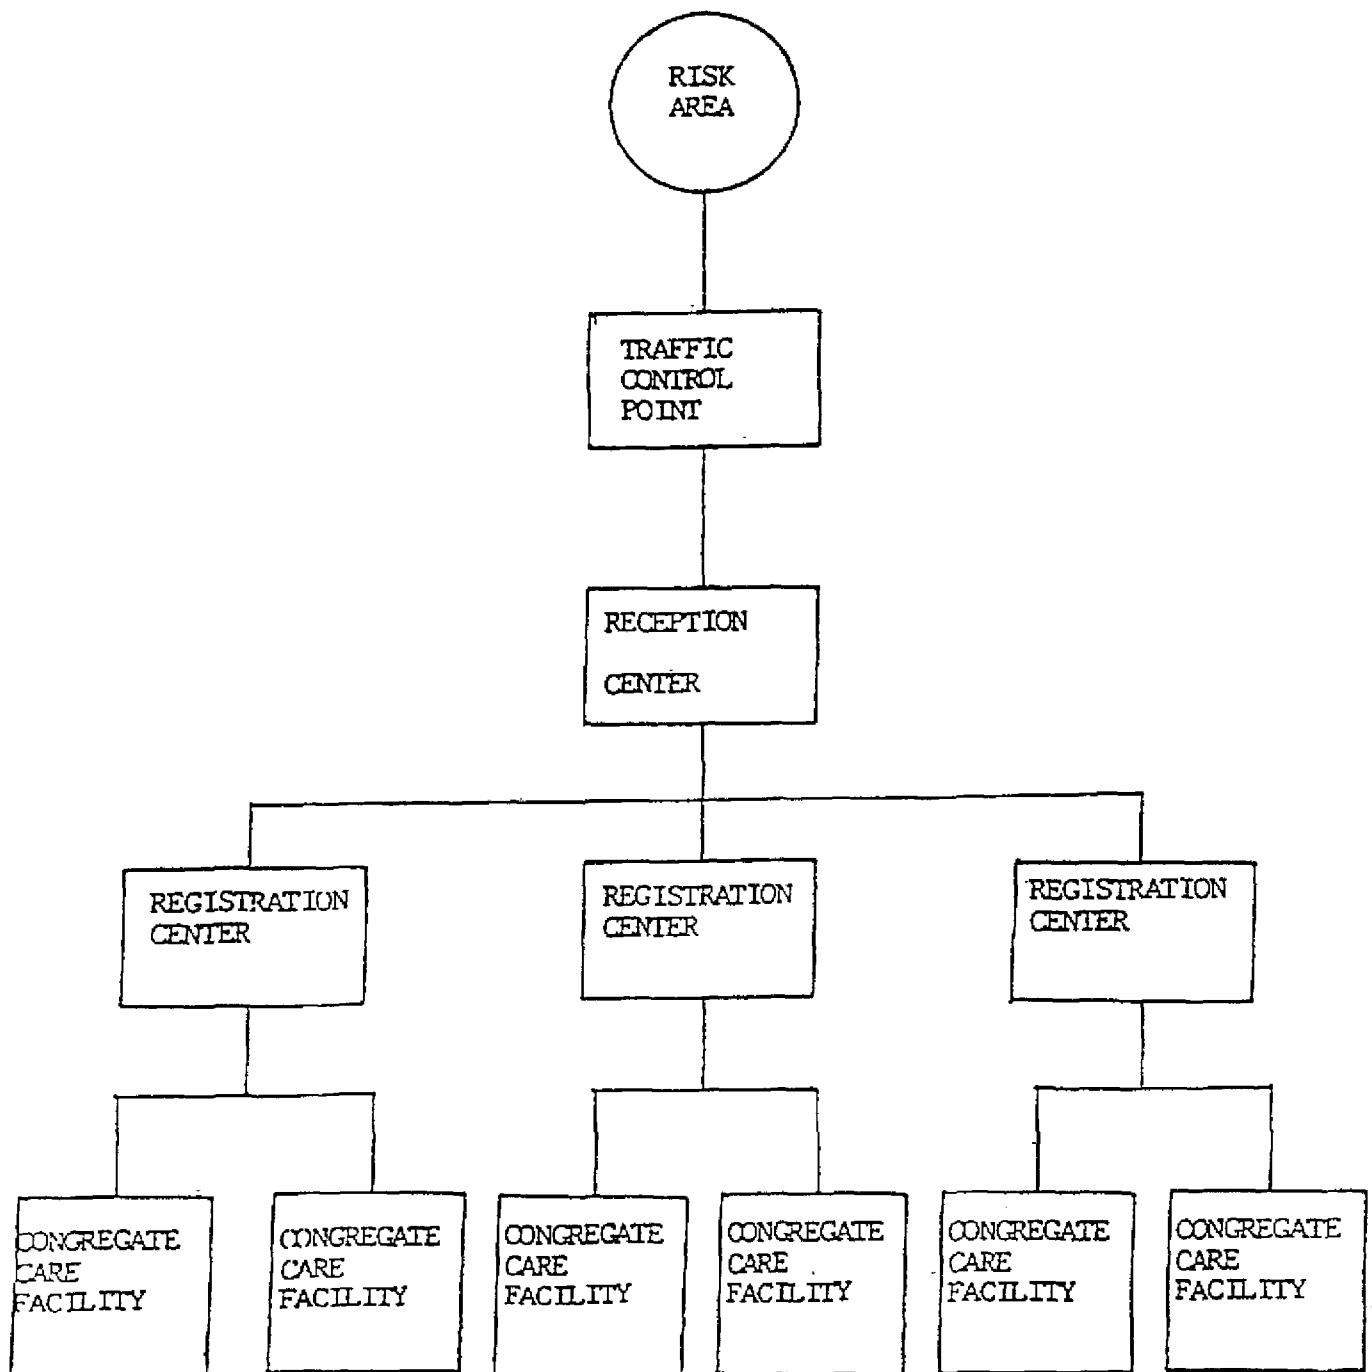 RISK
AREA
TRAFFIC
CONTROL
POINT
RECEPTION
CENTER
REGISTRATION
CENTER
REGISTRATION
CENTER
REGISTRATION
CENTER
CONGREGATE
CARE
FACILITY
CONGREGATE
CARE
FACILITY
CONGREGATE
CARE
FACILITY
CONGREGATE
CARE
FACILITY
CONGREGATE
CARE
FACILITY
CONGREGATE
CARE
FACILITY